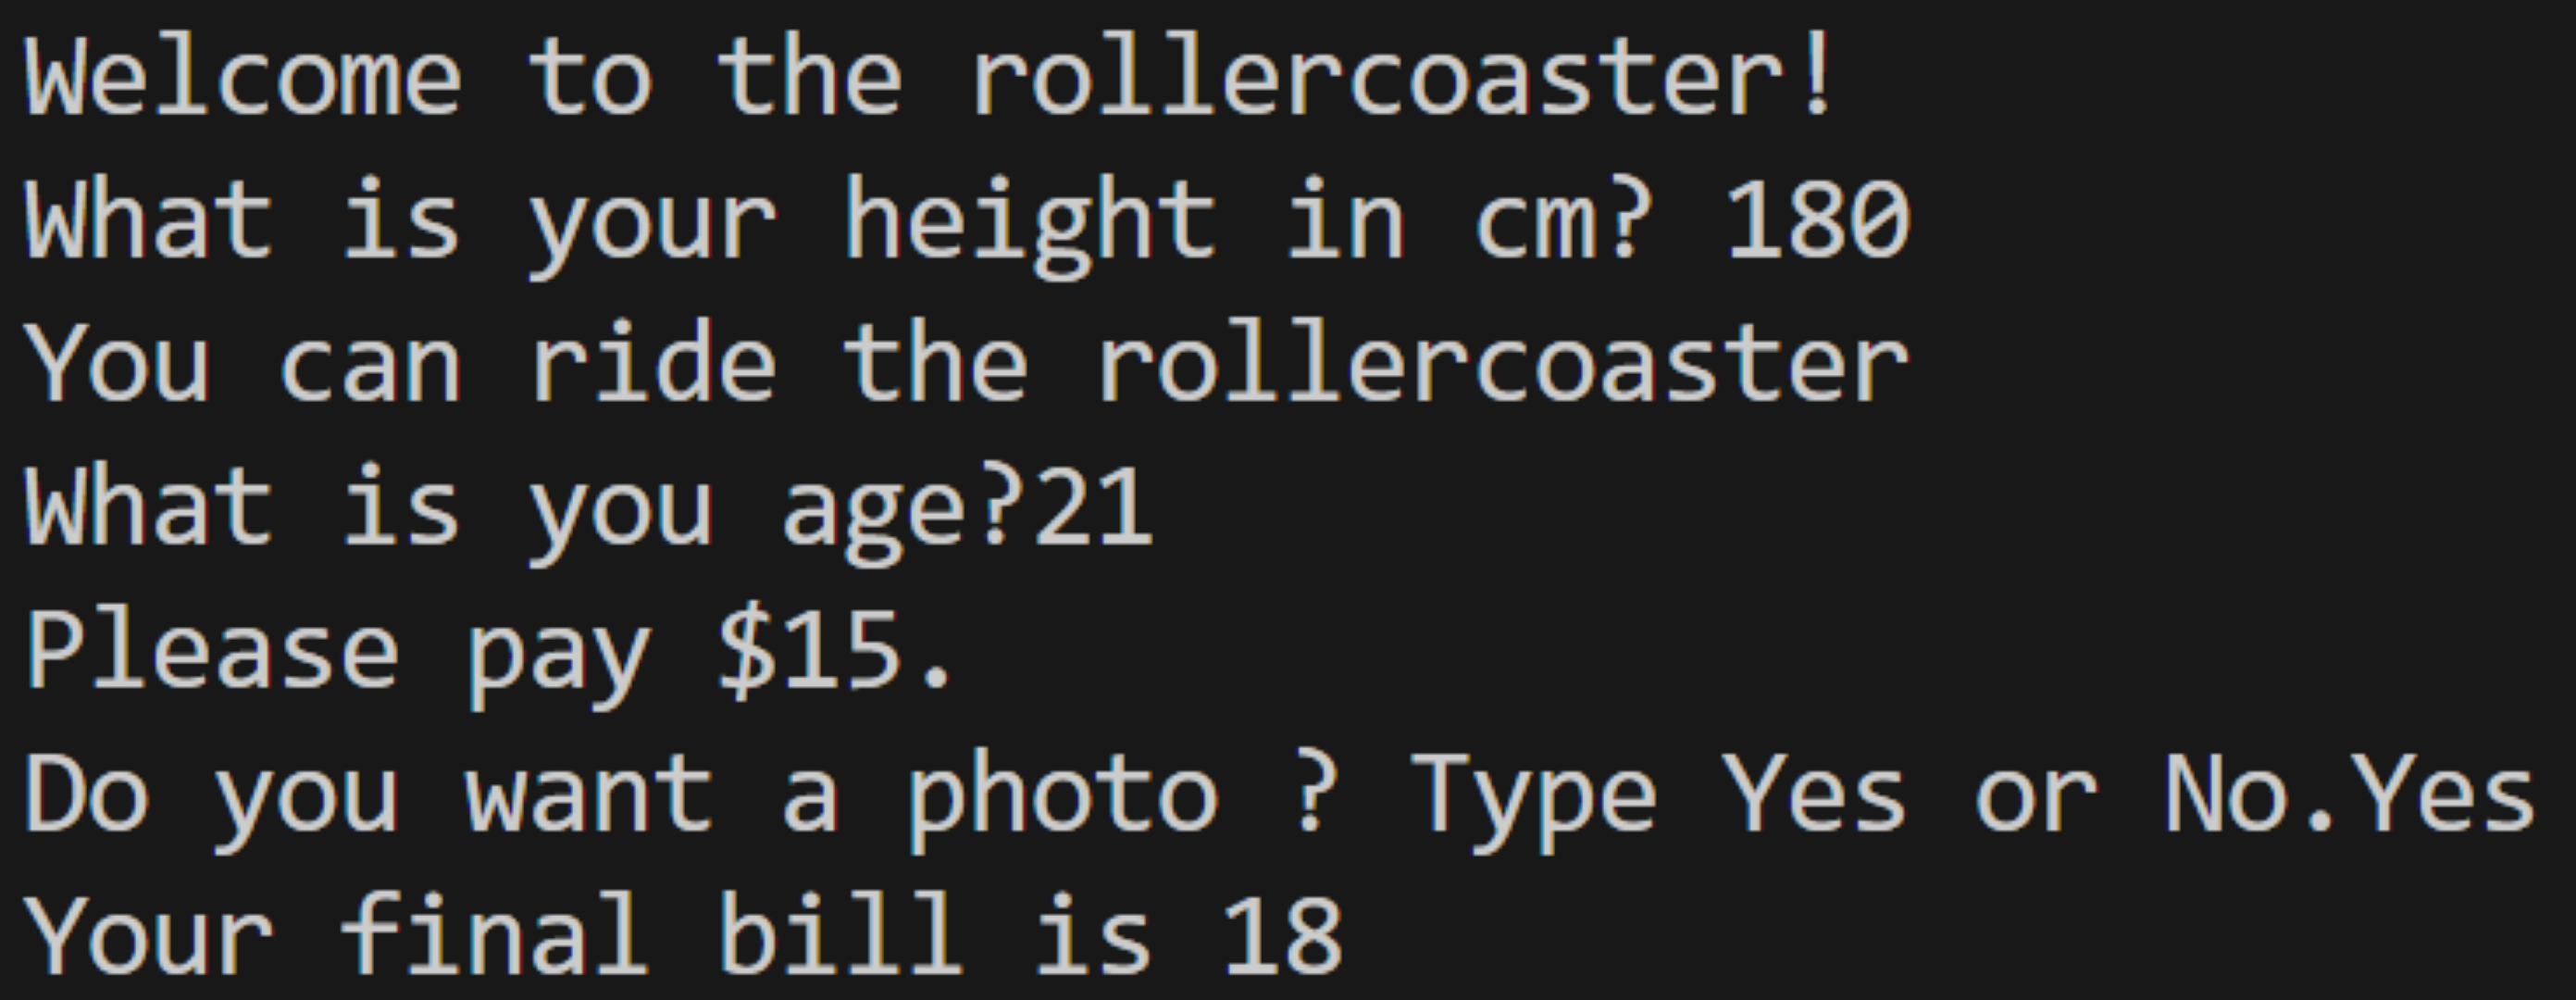 Welcome to the rollercoaster!
What is your height in cm? 180
You can ride the rollercoaster
What is you age?21
Please pay $15.
Do you want a photo ? Type Yes or No.Yes
Your final bill is 18